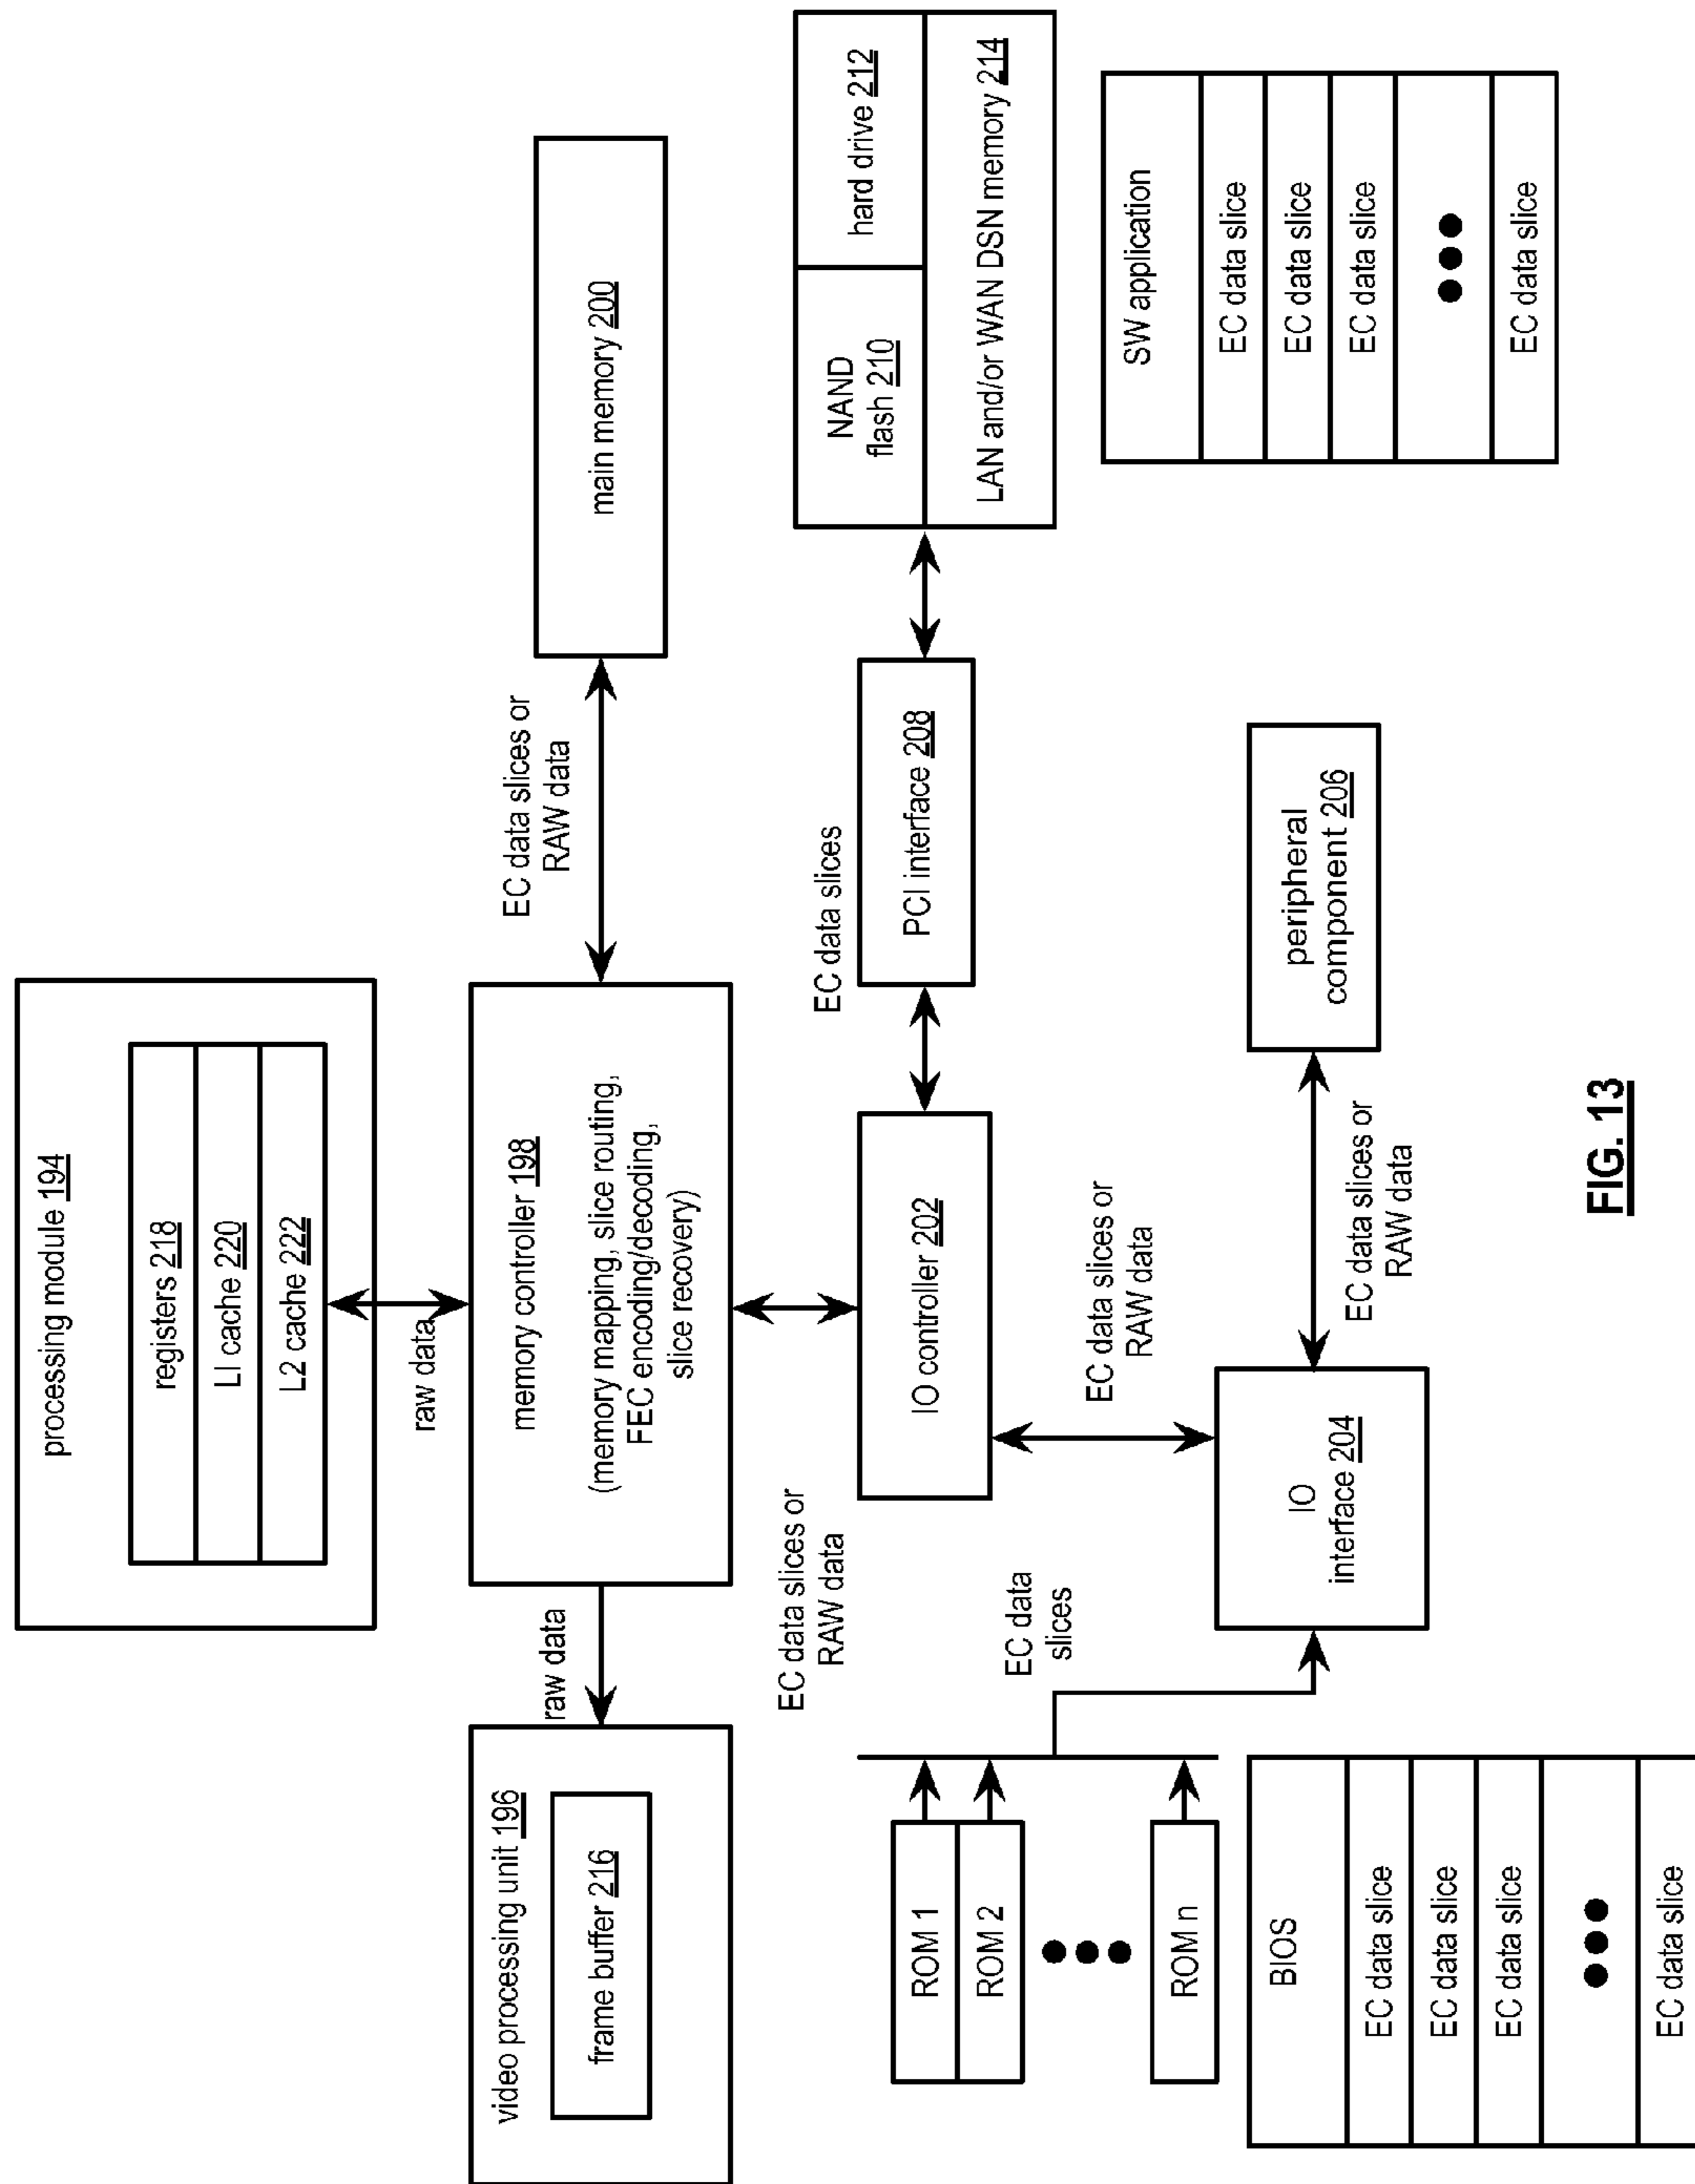 processing module 194
registers 218
LI cache 220
L2 cache 222
raw data
video processing unit 196
frame buffer 216
raw data
memory controller 198
(memory mapping, slice routing,
FEC encoding/decoding,
slice recovery)
EC data slices or
RAW data
main memory 200
EC data slices or
RAW data
IO controller 202
EC data slices
PCI interface 208
NAND
flash 210
hard drive 212
LAN and/or WAN DSN memory 214
ROM 1
ROM 2
ROM n
EC data
slices
EC data slices or
RAW data
IO
interface 204
EC data slices or
RAW data
peripheral
component 206
BIOS
EC data slice
EC data slice
EC data slice
EC data slice
SW application
EC data slice
EC data slice
EC data slice
EC data slice
FIG. 13